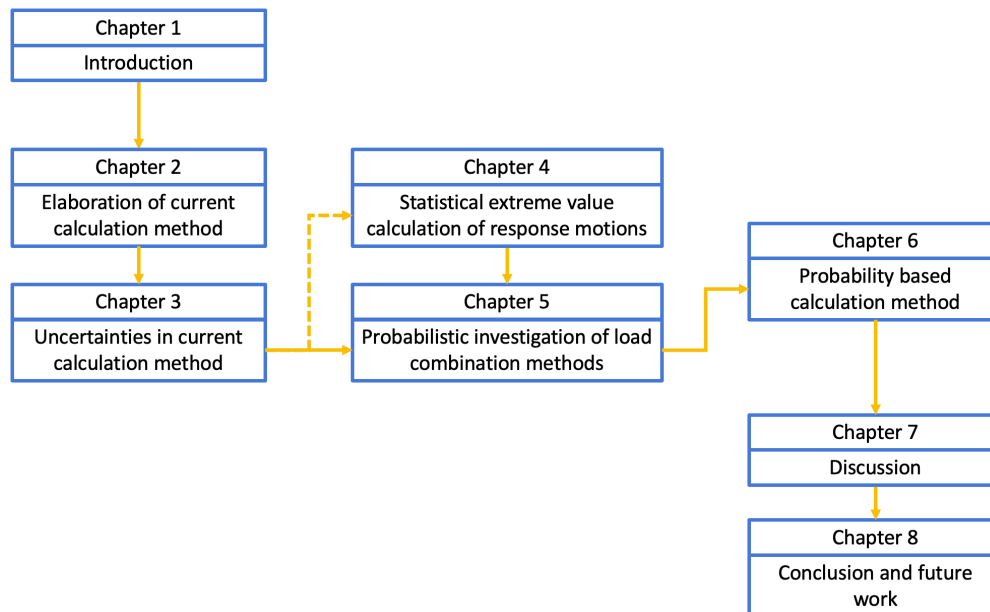 Chapter 1
Introduction
Chapter 2
Elaboration of current
calculation method
Chapter 3
Uncertainties in current
calculation method
Chapter 4
Statistical extreme value
calculation of response motions
Chapter 5
Probabilistic investigation of load
combination methods
Chapter 6
Probability based
calculation method
Chapter 7
Discussion
Chapter 8
Conclusion and future
work